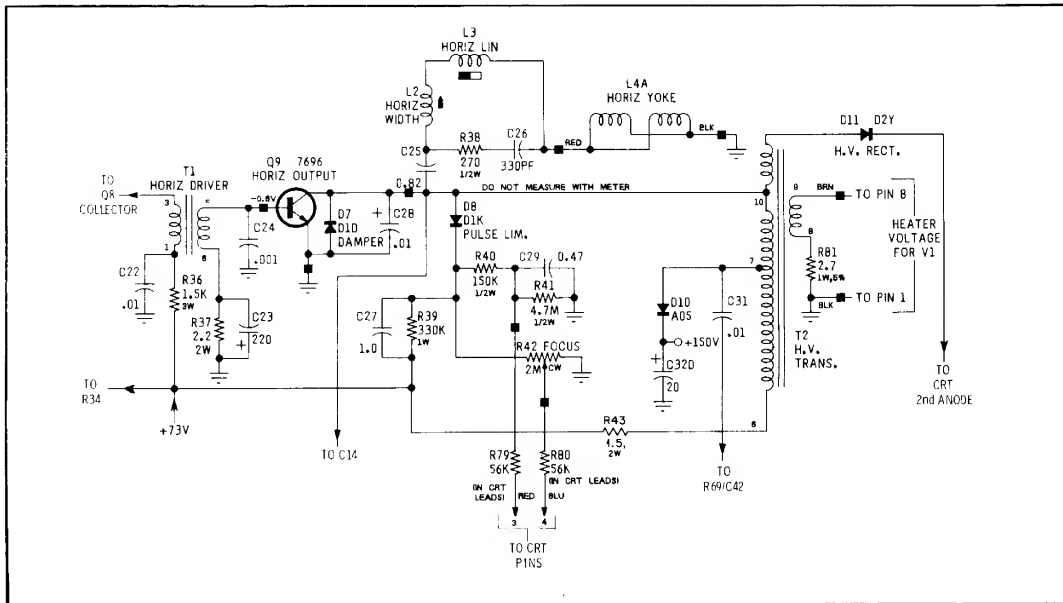 L3
HORIZ LIN
L4A
HORIZ YOKE
L2
HORIZ
WIDTH
RED
BLK
D11 D2Y
H.V. RECT.
R38
270
1/2W
C26
330PF
C25
0.82
Q9 7696
HORIZ OUTPUT
T1
HORIZ DRIVER
TO
Q8
COLLECTOR
3
1
6
-0.8V
C24
.001
D7
D1D
DAMPER
+
C28
.01
DO NOT MEASURE WITH METER
D8
D1K
PULSE LIM.
10
9
BRN
TO PIN 8
8
HEATER
VOLTAGE
FOR V1
R81
2.7
1W,5%
BLK
TO PIN 1
C22
.01
R36
1.5K
3W
R37
2.2
2W
C23
220
+
R40
150K
1/2W
C29 0.47
R41
4.7M
1/2W
C27
1.0
R39
330K
1W
7
D10
A05
C31
.01
+150V
+
C32D
20
T2
H.V.
TRANS.
R42 FOCUS
2M CW
TO
R34
+73V
TO C14
R43
2W
6
R79
56K
R80
56K
(IN CRT
LEADS)
(IN CRT LEADS)
RED
BLU
3 4
TO CRT
PINS
TO
R69/C42
TO
CRT
2nd ANODE